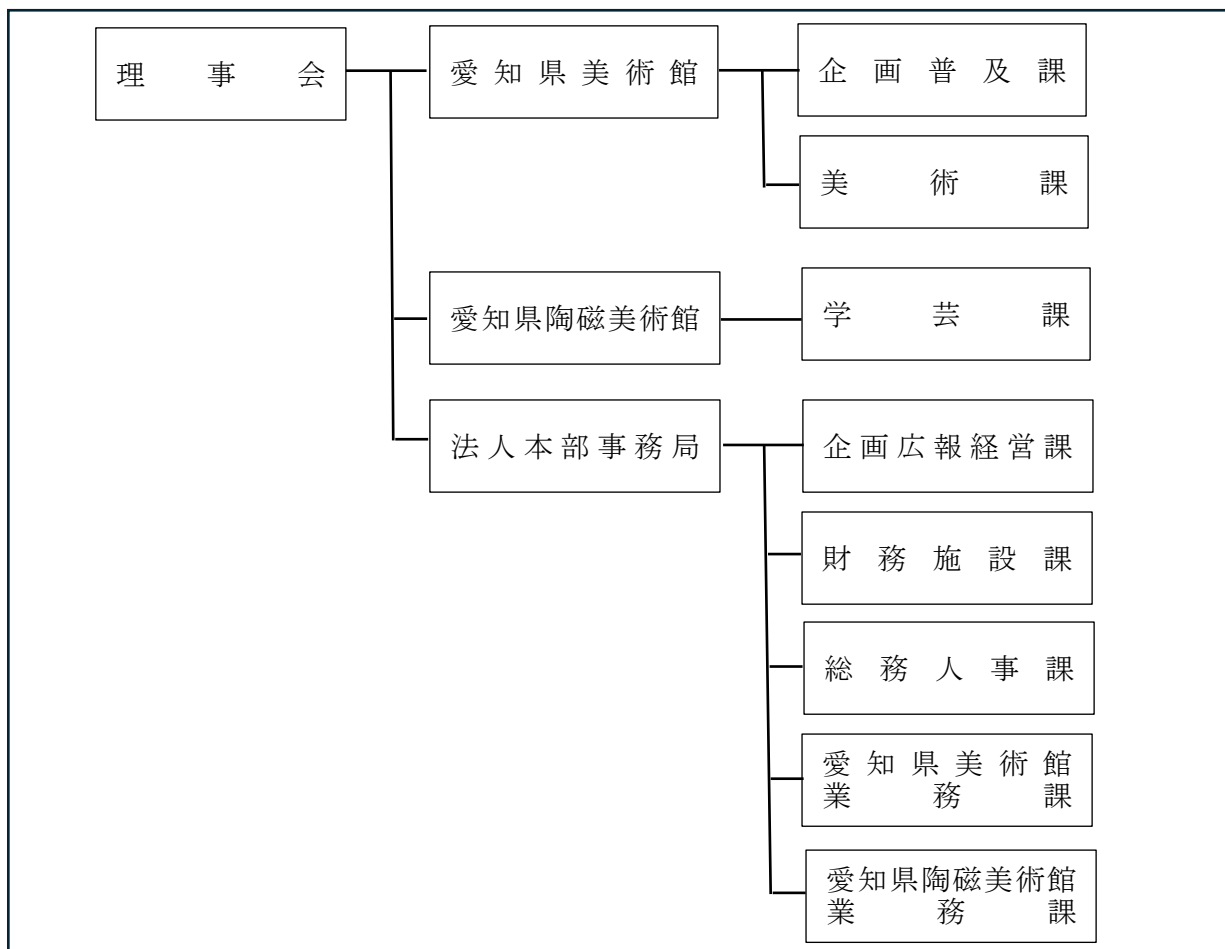 理事会
愛知県美術館
企画普及課
美術課
愛知県陶磁美術館
学芸課
法人本部事務局
企画広報経営課
財務施設課
総務人事課
愛知県美術館
業務課
愛知県陶磁美術館
業務課